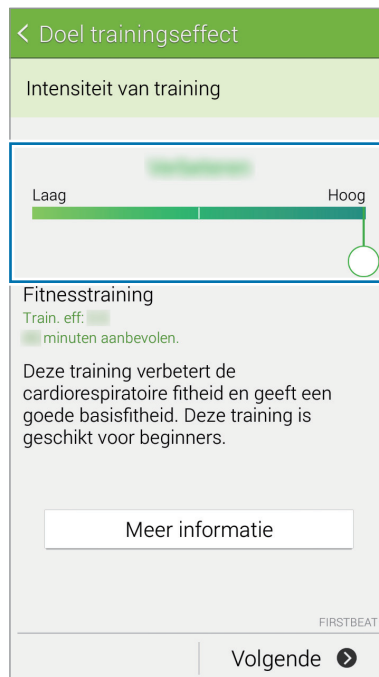 Doel trainingseffect
Intensiteit van training
Laag Hoog
Fitnesstraining
Train. eff:
minuten aanbevolen.
Deze training verbetert de
cardiorespiratoire fitheid en geeft een
goede basisfitheid. Deze training is
geschikt voor beginners.
Meer informatie
FIRSTBEAT
Volgende